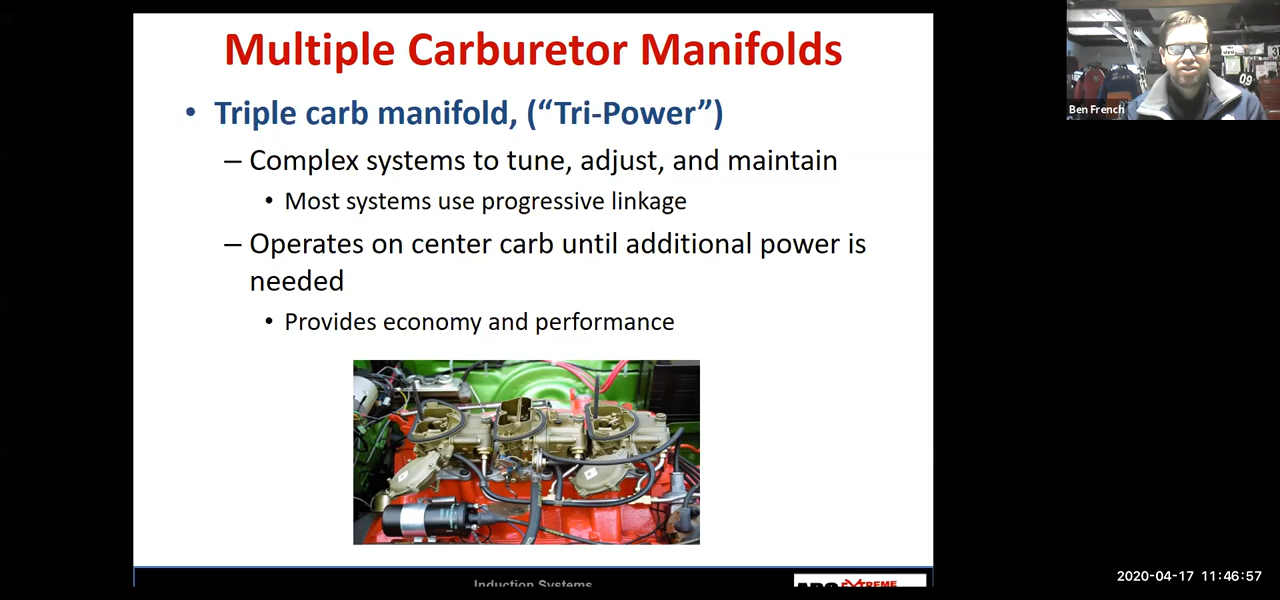 Multiple Carburetor Manifolds
• Triple carb manifold, (“Tri-Power”)
– Complex systems to tune, adjust, and maintain
• Most systems use progressive linkage
– Operates on center carb until additional power is
needed
• Provides economy and performance
Induction Systems
EXTREME
Ben French
09
2020-04-17 11:46:57